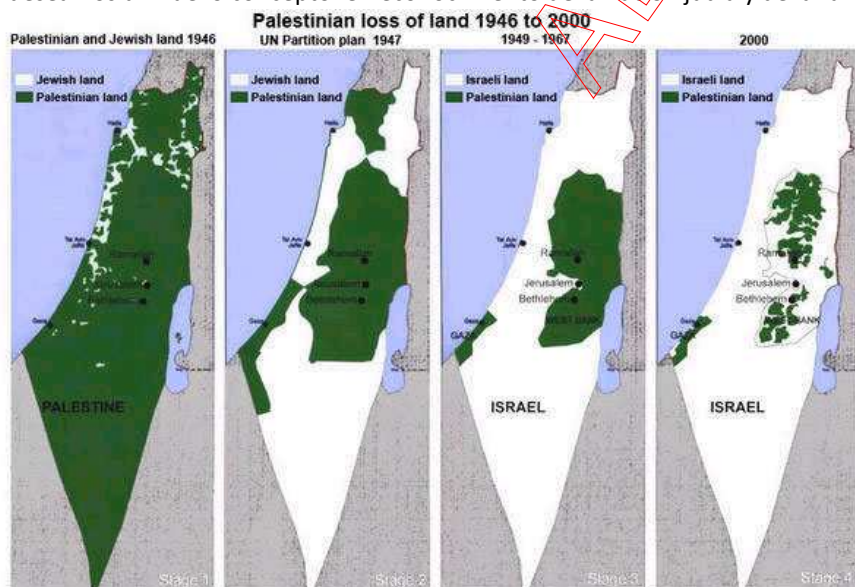 Palestinian loss of land 1946 to 2000
Palestinian and Jewish land 1946
UN Partition plan 1947
1949 - 1967
2000
Jewish land
Palestinian land
Haifa
Tel Aviv
Jaffa
Ramallah
Jerusalem
Bethlehem
Gaza
PALESTINE
Stage 1
Jewish land
Palestinian land
Haifa
Tel Aviv
Jaffa
Ramallah
Jerusalem
Bethlehem
Gaza
Stage 2
Israeli land
Palestinian land
Haifa
Tel Aviv
Jaffa
Ramallah
Jerusalem
Bethlehem
Gaza
WEST BANK
GAZA
ISRAEL
Stage 3
Israeli land
Palestinian land
Haifa
Tel Aviv
Jaffa
Jerusalem
Bethlehem
Gaza
GAZA
ISRAEL
Stage 4